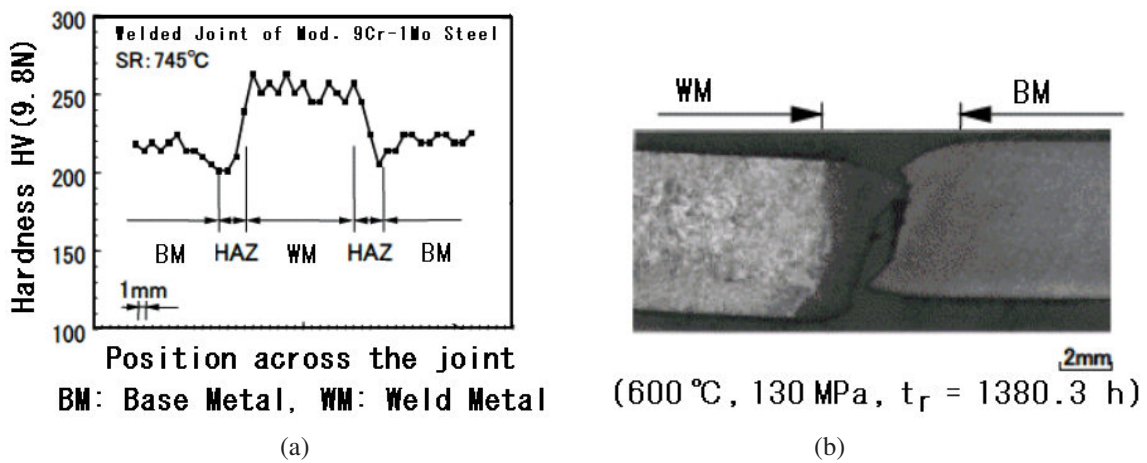 300
250
200
150
100
Hardness HV(9.8N)
Welded Joint of Mod. 9Cr-1Mo Steel
SR:745°C
BM HAZ WM HAZ BM
1mm
Position across the joint
BM: Base Metal, WM: Weld Metal
(a)
WM BM
2mm
(600 °C, 130 MPa, tr = 1380.3 h)
(b)